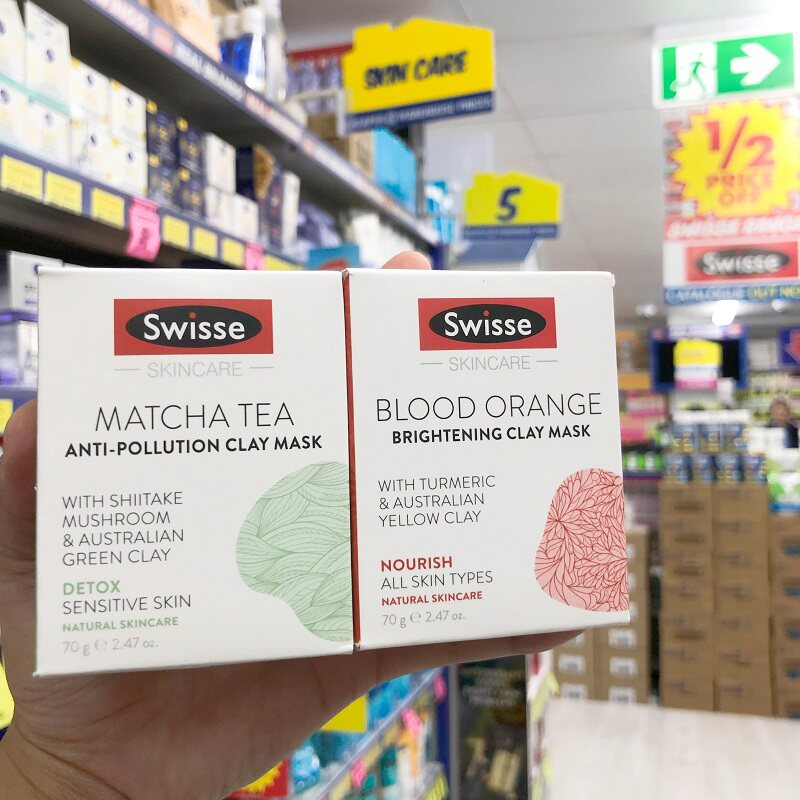 SKIN CARE
5
1/2
PRICE
OFF
Swisse
Swisse
SKINCARE
MATCHA TEA
ANTI-POLLUTION CLAY MASK
WITH SHIITAKE
MUSHROOM
& AUSTRALIAN
GREEN CLAY
DETOX
SENSITIVE SKIN
NATURAL SKINCARE
70 g ℮ 2.47 oz.
Swisse
SKINCARE
BLOOD ORANGE
BRIGHTENING CLAY MASK
WITH TURMERIC
& AUSTRALIAN
YELLOW CLAY
NOURISH
ALL SKIN TYPES
NATURAL SKINCARE
70 g ℮ 2.47 oz.